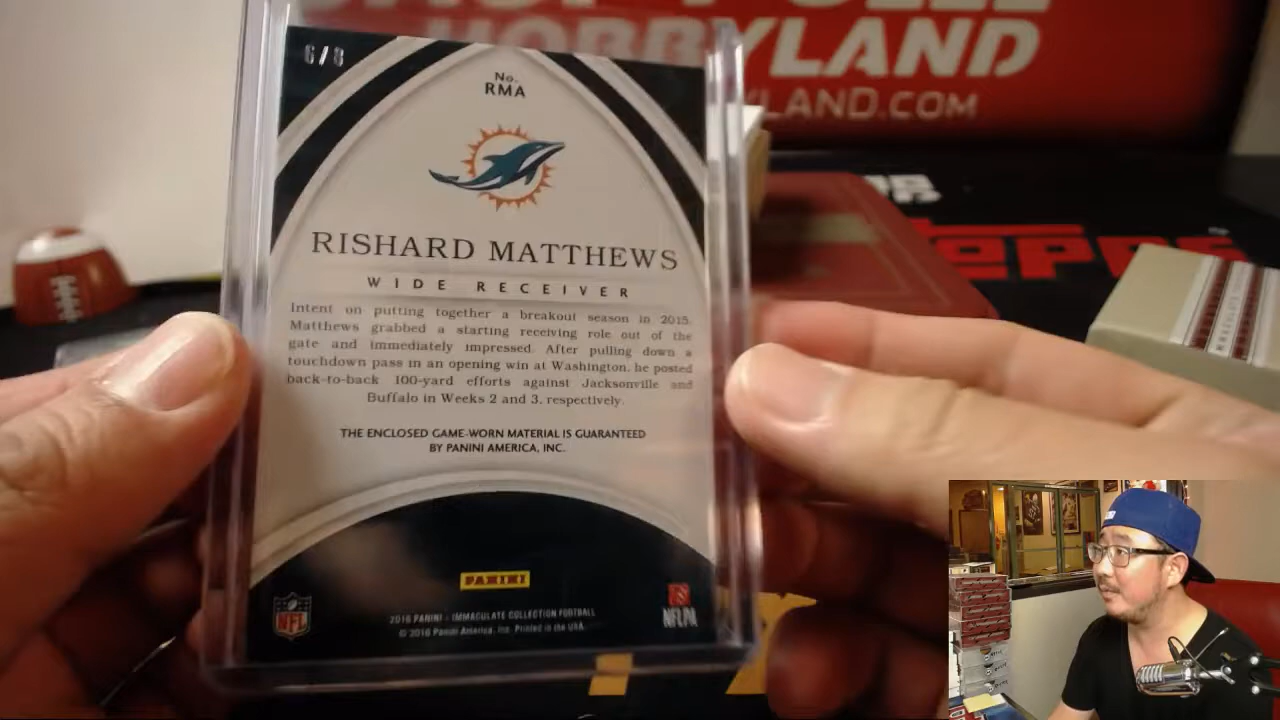 HOBBYLAND
YLAND.COM
6/8
No.
RMA
RISHARD MATTHEWS
WIDE RECEIVER
Intent on putting together a breakout season in 2015,
Matthews grabbed a starting receiving role out of the
gate and immediately impressed. After pulling down a
touchdown pass in an opening win at Washington, he posted
back-to-back 100-yard efforts against Jacksonville and
Buffalo in Weeks 2 and 3, respectively.
THE ENCLOSED GAME-WORN MATERIAL IS GUARANTEED
BY PANINI AMERICA, INC.
PANINI
NFL
2016 PANINI - IMMACULATE COLLECTION FOOTBALL
© 2016 Panini America, Inc. Printed in the USA.
NFLPA
topps